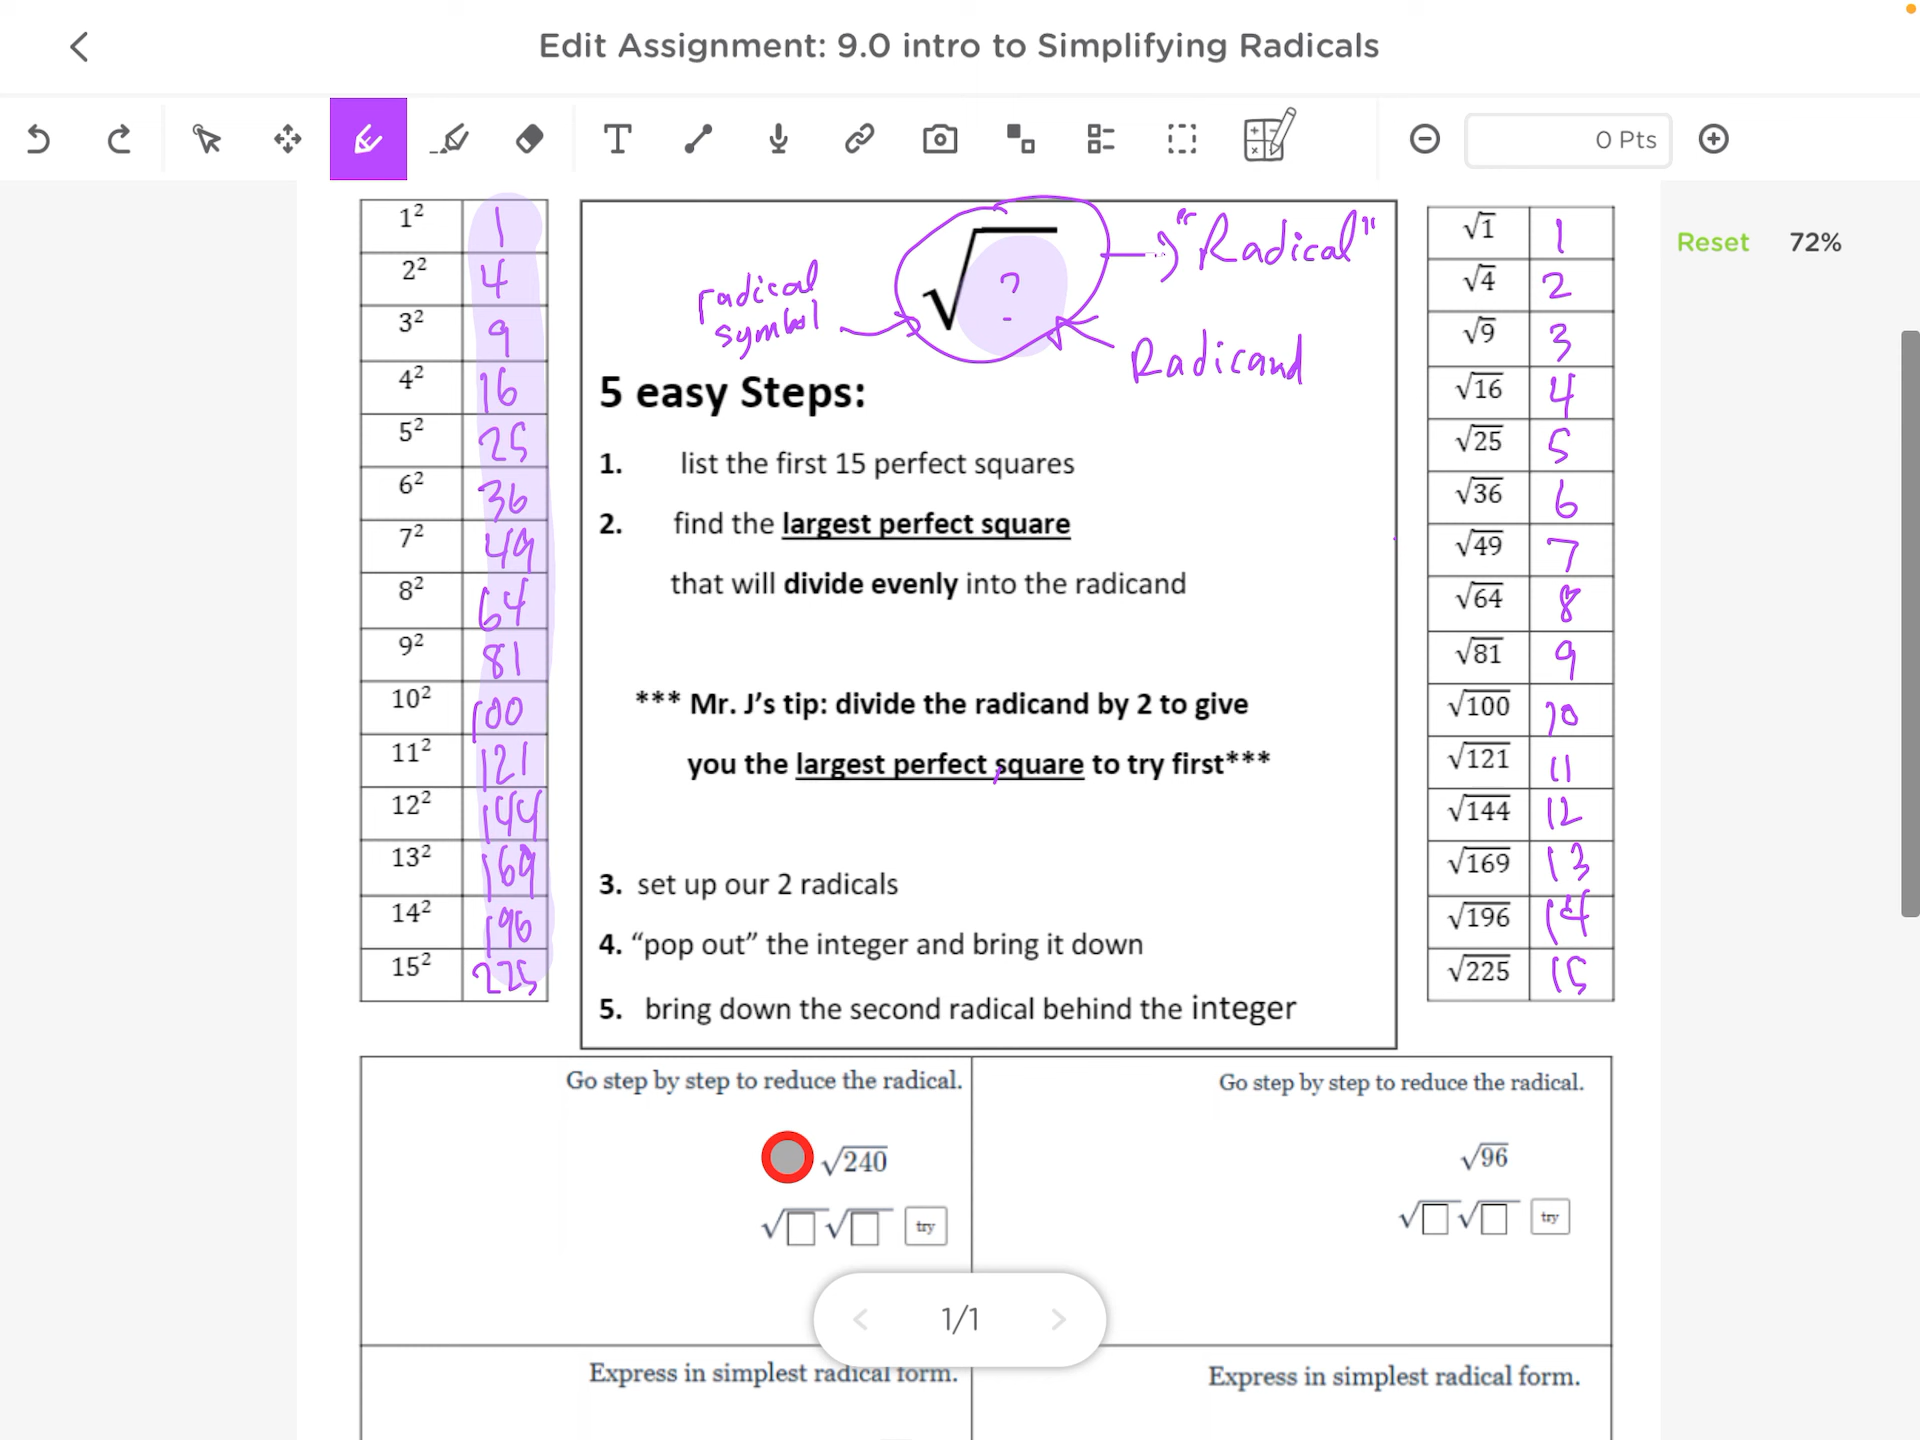 Edit Assignment: 9.0 intro to Simplifying Radicals
T
0 Pts
Reset 72%
1² 1
2² 4
3² 9
4² 16
5² 25
6² 36
7² 49
8² 64
9² 81
10² 100
11² 121
12² 144
13² 169
14² 196
15² 225
√?
"Radical"
radical
symbol
Radicand
5 easy Steps:
1. list the first 15 perfect squares
2. find the largest perfect square
that will divide evenly into the radicand
*** Mr. J's tip: divide the radicand by 2 to give
you the largest perfect square to try first***
3. set up our 2 radicals
4. "pop out" the integer and bring it down
5. bring down the second radical behind the integer
√1 1
√4 2
√9 3
√16 4
√25 5
√36 6
√49 7
√64 8
√81 9
√100 10
√121 11
√144 12
√169 13
√196 14
√225 15
Go step by step to reduce the radical.
√240
√□√□ try
Go step by step to reduce the radical.
√96
√□√□ try
1/1
Express in simplest radical form.
Express in simplest radical form.